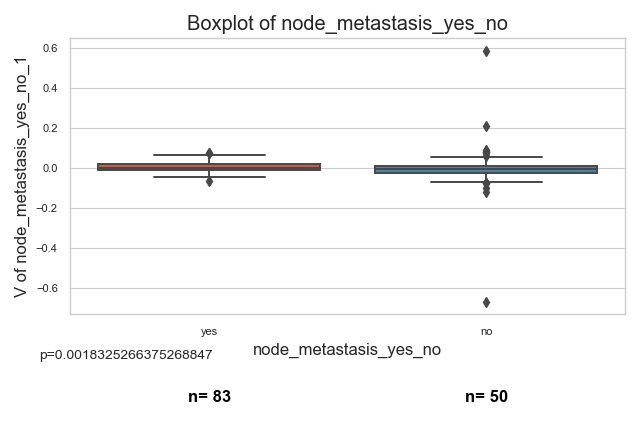 Boxplot of node_metastasis_yes_no
V of node_metastasis_yes_no_1
0.6
0.4
0.2
0.0
−0.2
−0.4
−0.6
yes
no
node_metastasis_yes_no
p=0.0018325266375268847
n= 83
n= 50